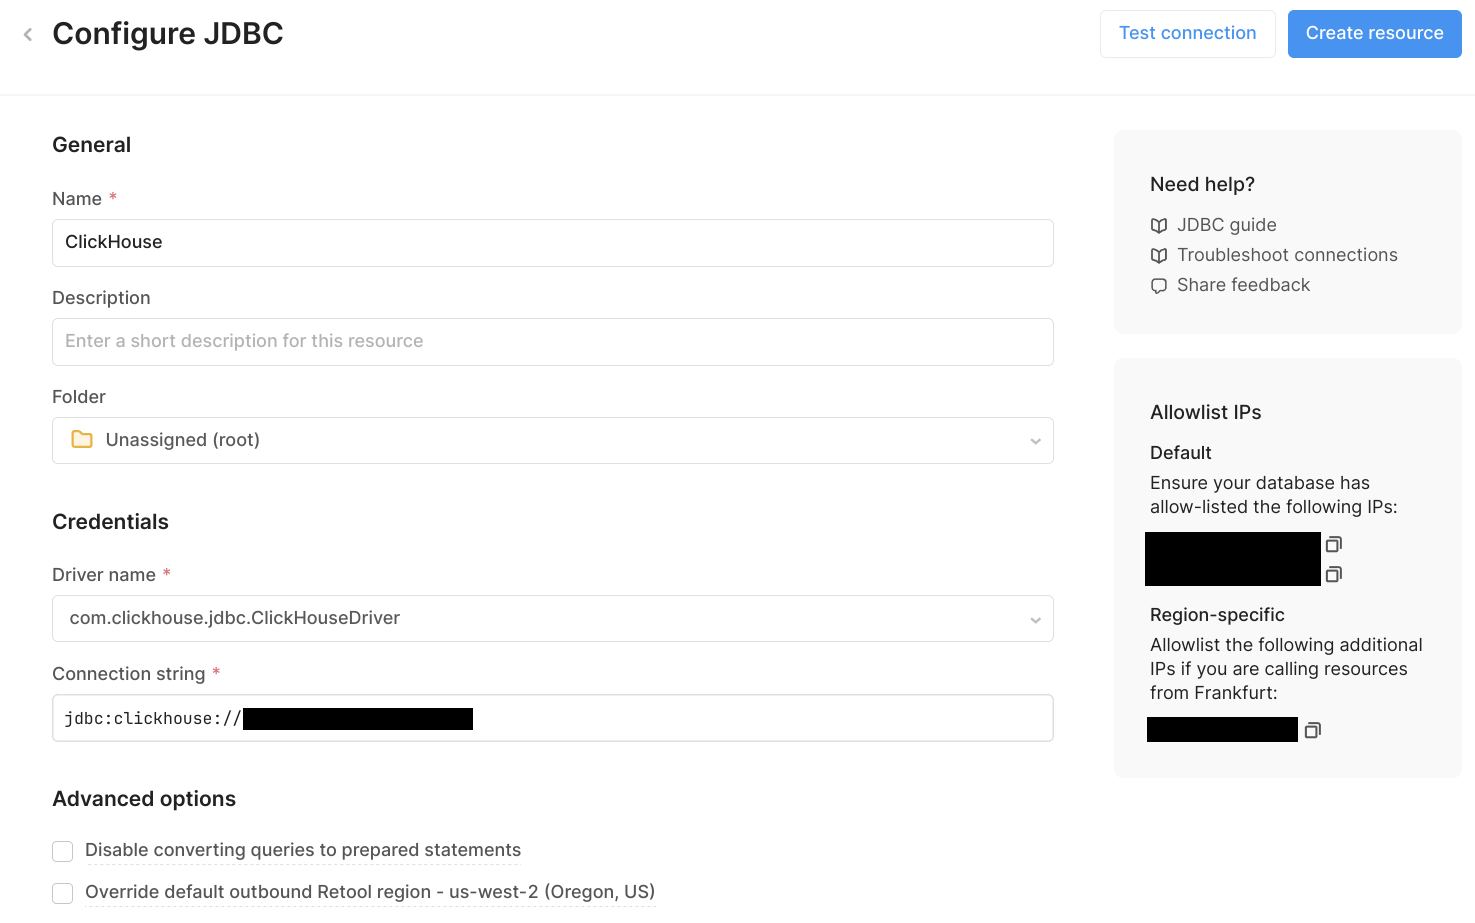 Configure JDBC
Test connection
Create resource
General
Name *
ClickHouse
Description
Enter a short description for this resource
Folder
Unassigned (root)
Credentials
Driver name *
com.clickhouse.jdbc.ClickHouseDriver
Connection string *
jdbc:clickhouse://
Advanced options
Disable converting queries to prepared statements
Override default outbound Retool region - us-west-2 (Oregon, US)
Need help?
JDBC guide
Troubleshoot connections
Share feedback
Allowlist IPs
Default
Ensure your database has
allow-listed the following IPs:
Region-specific
Allowlist the following additional
IPs if you are calling resources
from Frankfurt: